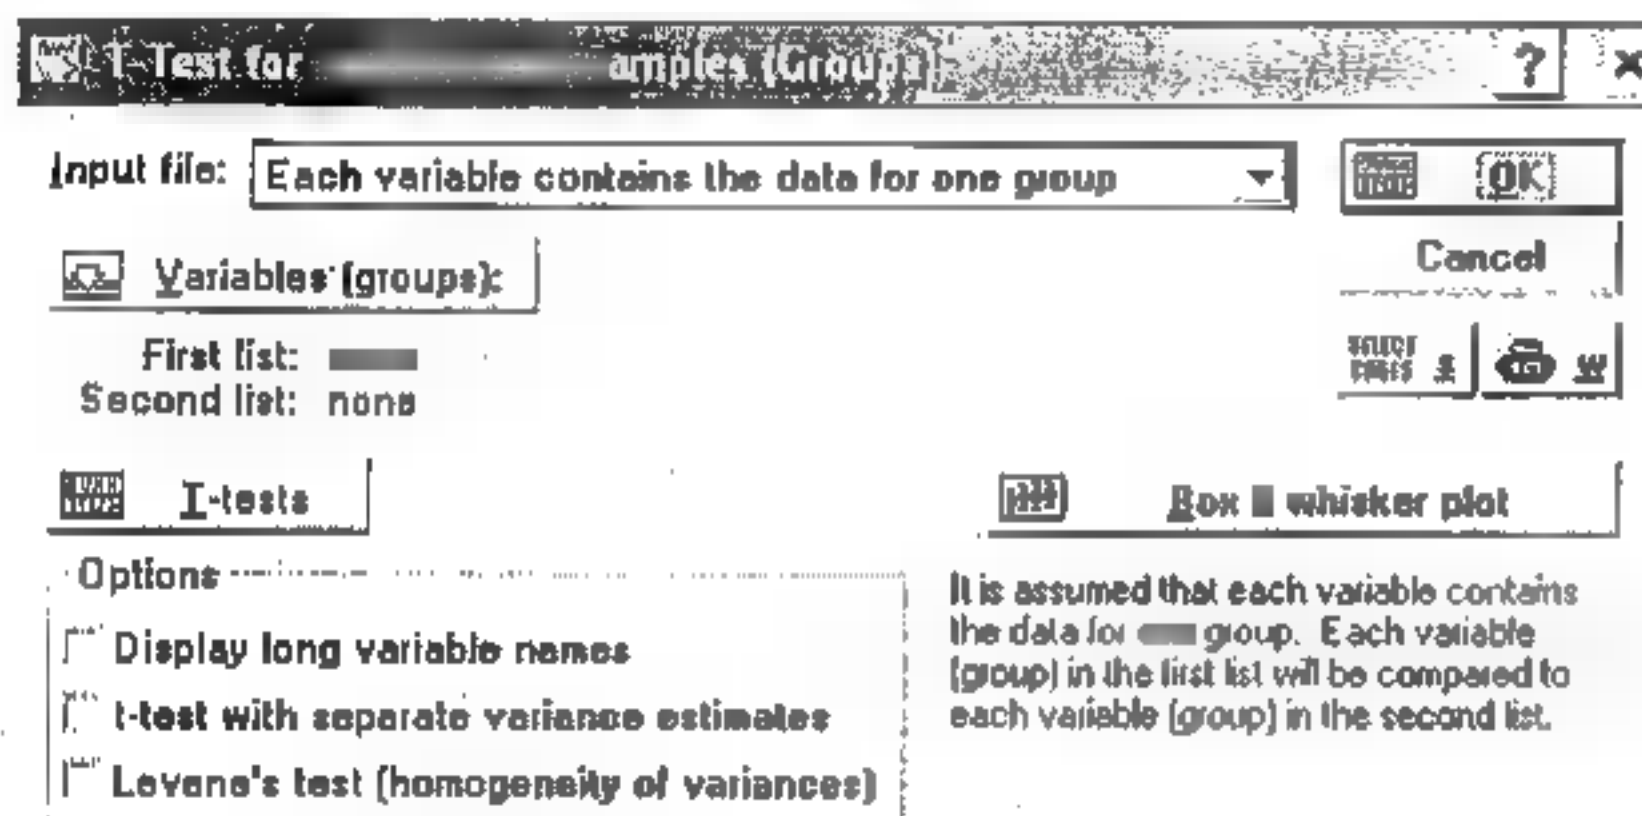 T-Test for amples (Groups) ? ×
Input file: Each variable contains the data for one group OK
Cancel
Variables (groups):
First list:
Second list: none
SELECT CASES S W
T-tests
Box whisker plot
Options
Display long variable names
t-test with separate variance estimates
Levene's test (homogeneity of variances)
It is assumed that each variable contains
the data for group. Each variable
(group) in the first list will be compared to
each variable (group) in the second list.